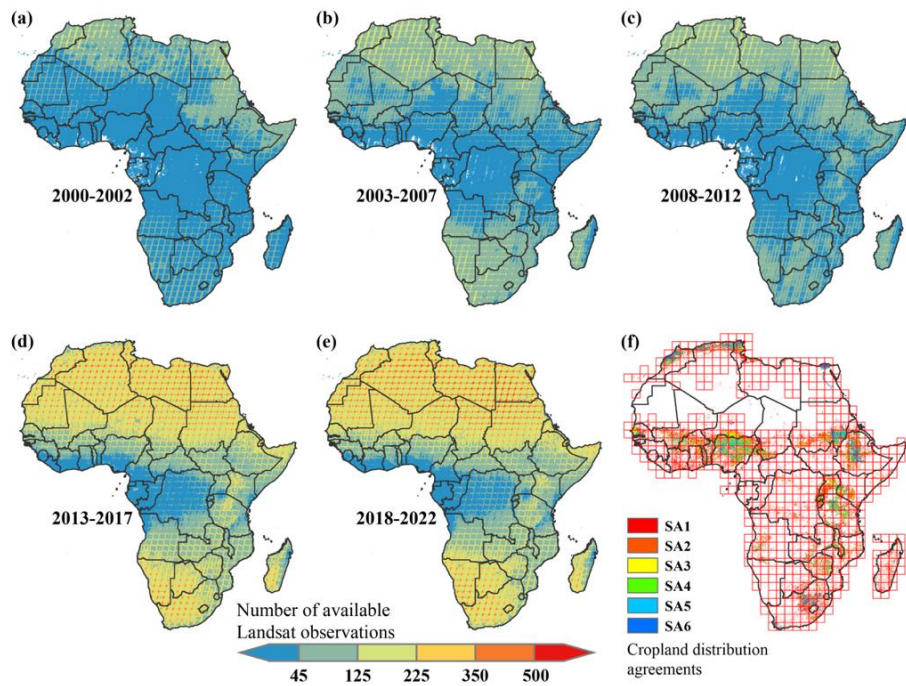 (a)
(b)
(c)
2000-2002
2003-2007
2008-2012
(d)
(e)
(f)
2013-2017
2018-2022
SA1
SA2
SA3
SA4
SA5
SA6
Number of available
Landsat observations
45 125 225 350 500
Cropland distribution
agreements